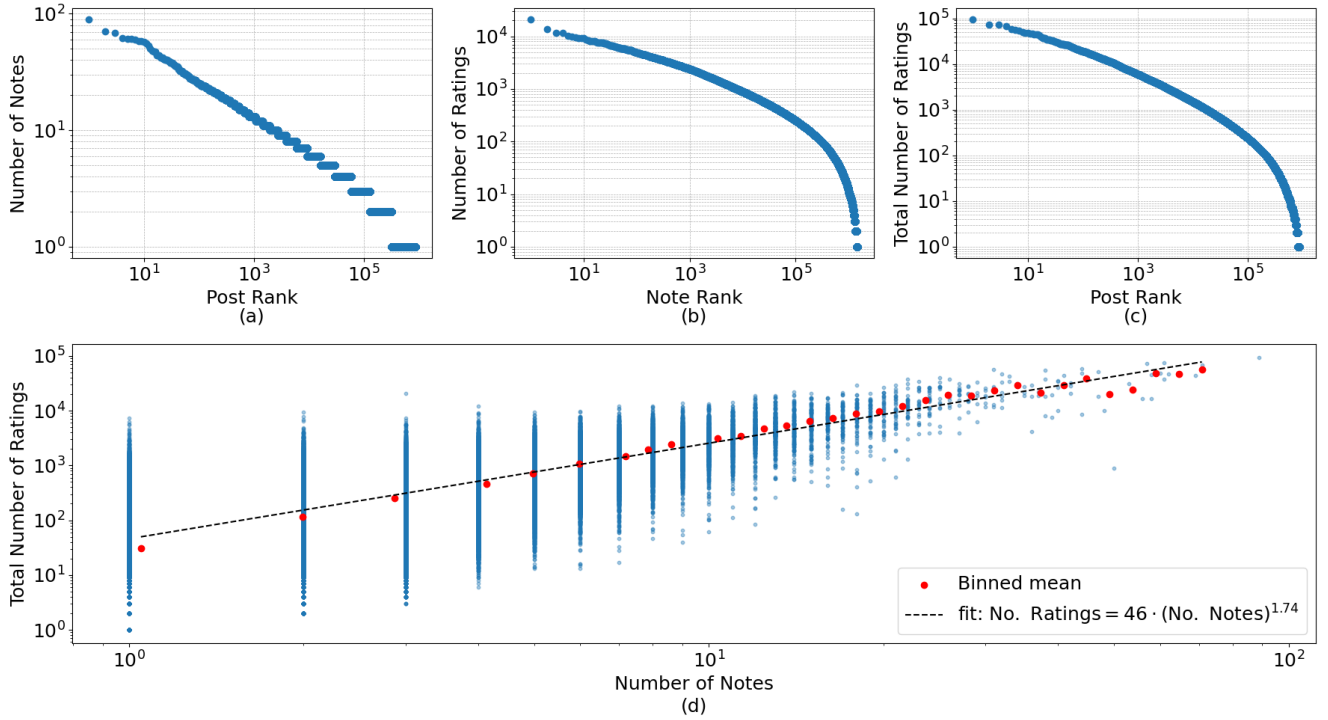 Number of Notes
10²
10¹
10⁰
10¹
10³
10⁵
Post Rank
(a)
Number of Ratings
10⁴
10³
10²
10¹
10⁰
10¹
10³
10⁵
Note Rank
(b)
Total Number of Ratings
10⁵
10⁴
10³
10²
10¹
10⁰
10¹
10³
10⁵
Post Rank
(c)
Total Number of Ratings
10⁵
10⁴
10³
10²
10¹
10⁰
Binned mean
fit: No. Ratings = 46 · (No. Notes)¹·⁷⁴
10⁰
10¹
10²
Number of Notes
(d)